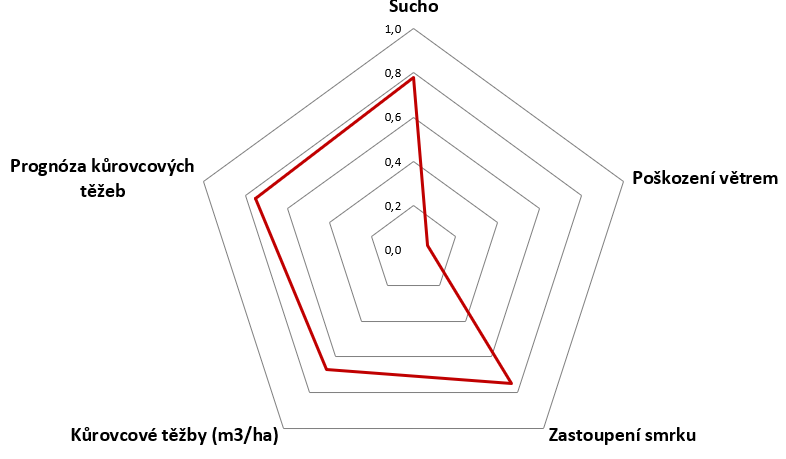 Sucho
1,0
0,8
0,6
0,4
0,2
0,0
Poškození větrem
Zastoupení smrku
Kůrovcové těžby (m3/ha)
Prognóza kůrovcových
těžeb